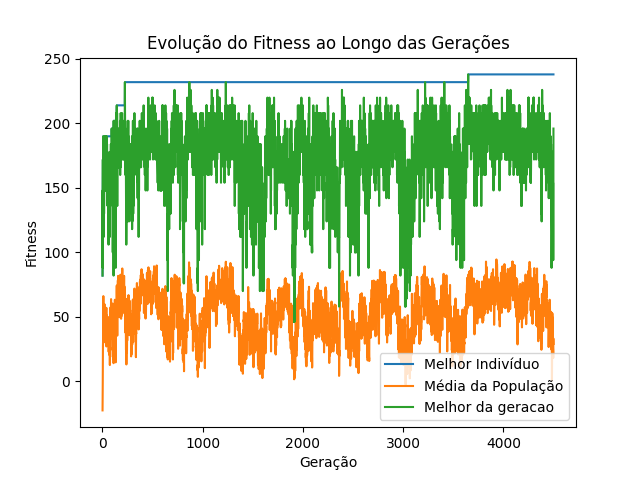 Evolução do Fitness ao Longo das Gerações
250
200
150
100
50
0
Fitness
0 1000 2000 3000 4000
Geração
Melhor Indivíduo
Média da População
Melhor da geracao